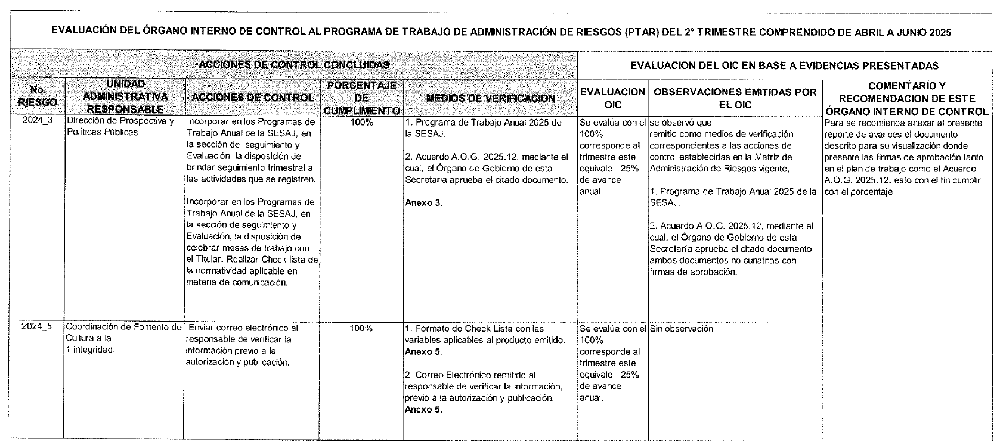 EVALUACIÓN DEL ÓRGANO INTERNO DE CONTROL AL PROGRAMA DE TRABAJO DE ADMINISTRACIÓN DE RIESGOS (PTAR) DEL 2° TRIMESTRE COMPRENDIDO DE ABRIL A JUNIO 2025
ACCIONES DE CONTROL CONCLUIDAS
EVALUACION DEL OIC EN BASE A EVIDENCIAS PRESENTADAS
No.
RIESGO
UNIDAD
ADMINISTRATIVA
RESPONSABLE
ACCIONES DE CONTROL
PORCENTAJE
DE
CUMPLIMIENTO
MEDIOS DE VERIFICACION
EVALUACION
OIC
OBSERVACIONES EMITIDAS POR
EL OIC
COMENTARIO Y
RECOMENDACION DE ESTE
ÓRGANO INTERNO DE CONTROL
2024_3
Dirección de Prospectiva y
Políticas Públicas
Incorporar en los Programas de
Trabajo Anual de la SESAJ, en
la sección de seguimiento y
Evaluación, la disposición de
brindar seguimiento trimestral a
las actividades que se registren.
Incorporar en los Programas de
Trabajo Anual de la SESAJ, en
la sección de seguimiento y
Evaluación, la disposición de
celebrar mesas de trabajo con
el Titular. Realizar Check lista de
la normatividad aplicable en
materia de comunicación.
100%
1. Programa de Trabajo Anual 2025 de
la SESAJ.
2. Acuerdo A.O.G. 2025.12, mediante el
cual, el Órgano de Gobierno de esta
Secretaria aprueba el citado documento.
Anexo 3.
Se evalúa con el
100%
corresponde al
trimestre este
equivale 25%
de avance
anual.
se observó que
remitió como medios de verificación
correspondientes a las acciones de
control establecidas en la Matriz de
Administración de Riesgos vigente,
1. Programa de Trabajo Anual 2025 de la
SESAJ.
2. Acuerdo A.O.G. 2025.12, mediante el
cual, el Órgano de Gobierno de esta
Secretaría aprueba el citado documento.
ambos documentos no cunatnas con
firmas de aprobación.
Para se recomienda anexar al presente
reporte de avances el documento
descrito para su visualización donde
presente las firmas de aprobación tanto
en el plan de trabajo como el Acuerdo
A.O.G. 2025.12. esto con el fin cumplir
con el porcentaje
2024_5
Coordinación de Fomento de
Cultura a la
1 integridad.
Enviar correo electrónico al
responsable de verificar la
información previo a la
autorización y publicación.
100%
1. Formato de Check Lista con las
variables aplicables al producto emitido.
Anexo 5.
2. Correo Electrónico remitido al
responsable de verificar la información,
previo a la autorización y publicación.
Anexo 5.
Se evalúa con el
100%
corresponde al
trimestre este
equivale 25%
de avance
anual.
Sin observación